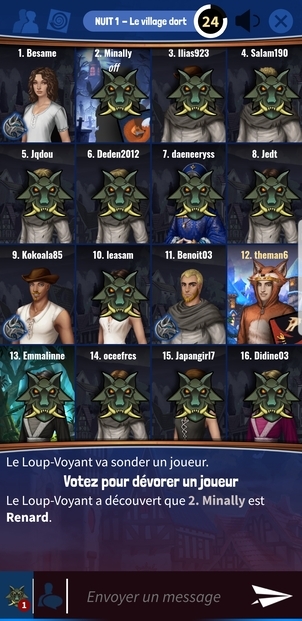 NUIT 1 - Le village dort
24
1. Besame
2. Minally
3. Ilias923
4. Salam190
off
5. Jqdou
6. Deden2012
7. daeneeryss
8. Jedt
9. Kokoala85
10. leasam
11. Benoit03
12. theman6
13. Emmalinne
14. oceefrcs
15. Japangirl7
16. Didine03
Le Loup-Voyant va sonder un joueur.
Votez pour dévorer un joueur
Le Loup-Voyant a découvert que 2. Minally est
Renard.
1
Envoyer un message